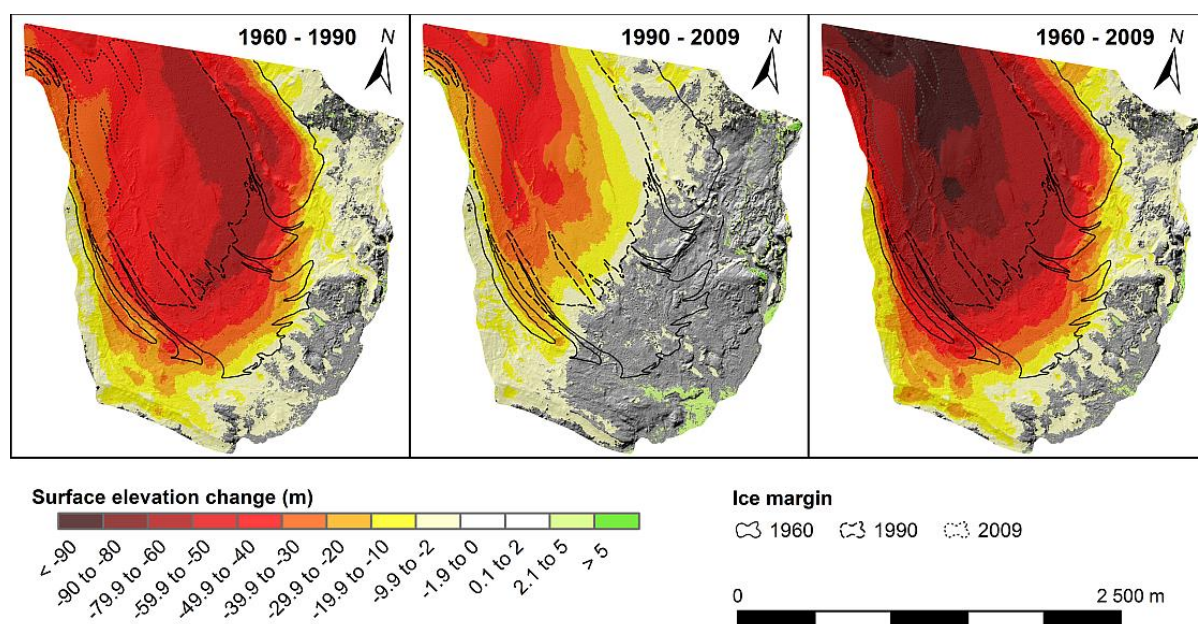 1960 - 1990
N
1990 - 2009
N
1960 - 2009
N
Surface elevation change (m)
< -90
-90 to -80
-79.9 to -60
-59.9 to -50
-49.9 to -40
-39.9 to -30
-29.9 to -20
-19.9 to -10
-9.9 to -2
-1.9 to 0
0.1 to 2
2.1 to 5
> 5
Ice margin
1960 1990 2009
0 2 500 m